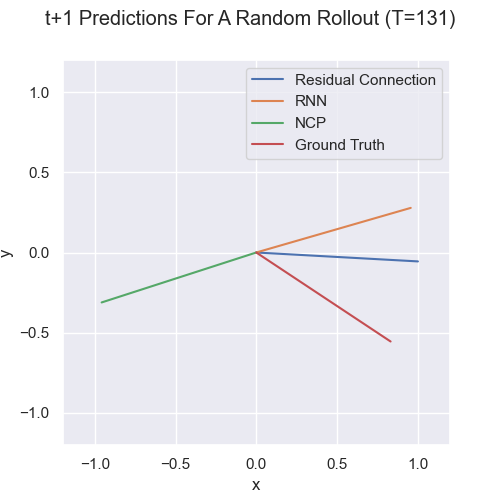 t+1 Predictions For A Random Rollout (T=131)
Residual Connection
RNN
NCP
Ground Truth
1.0
0.5
0.0
−0.5
−1.0
y
−1.0 −0.5 0.0 0.5 1.0
x